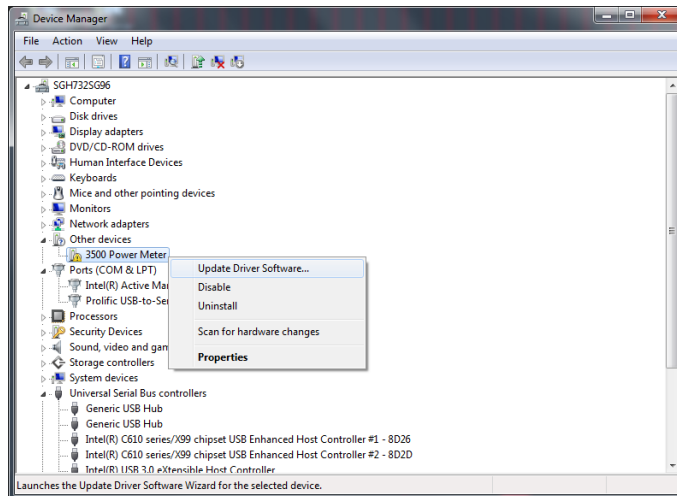 Device Manager
File Action View Help
SGH732SG96
Computer
Disk drives
Display adapters
DVD/CD-ROM drives
Human Interface Devices
Keyboards
Mice and other pointing devices
Monitors
Network adapters
Other devices
3500 Power Meter
Update Driver Software...
Ports (COM & LPT)
Intel(R) Active Ma
Disable
Prolific USB-to-Se
Uninstall
Processors
Security Devices
Scan for hardware changes
Sound, video and gam
Storage controllers
Properties
System devices
Universal Serial Bus controllers
Generic USB Hub
Generic USB Hub
Intel(R) C610 series/X99 chipset USB Enhanced Host Controller #1 - 8D26
Intel(R) C610 series/X99 chipset USB Enhanced Host Controller #2 - 8D2D
Intel(R) USB 3.0 eXtensible Host Controller
Launches the Update Driver Software Wizard for the selected device.